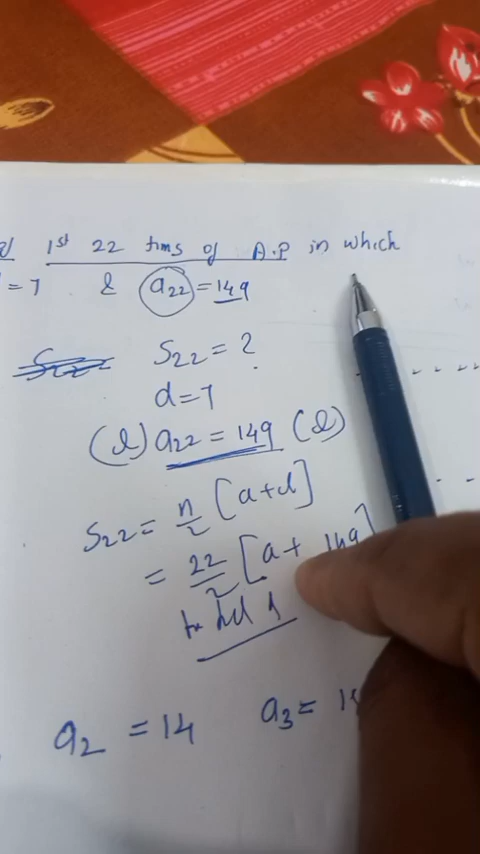 1st 22 tms of A.P in which
= 7 & a22 = 149
S22 = ?
d = 7
(l) a22 = 149 (l)
S22 = n/2 [a+l]
= 22/2 [a + 149]
a2 = 14 a3 =